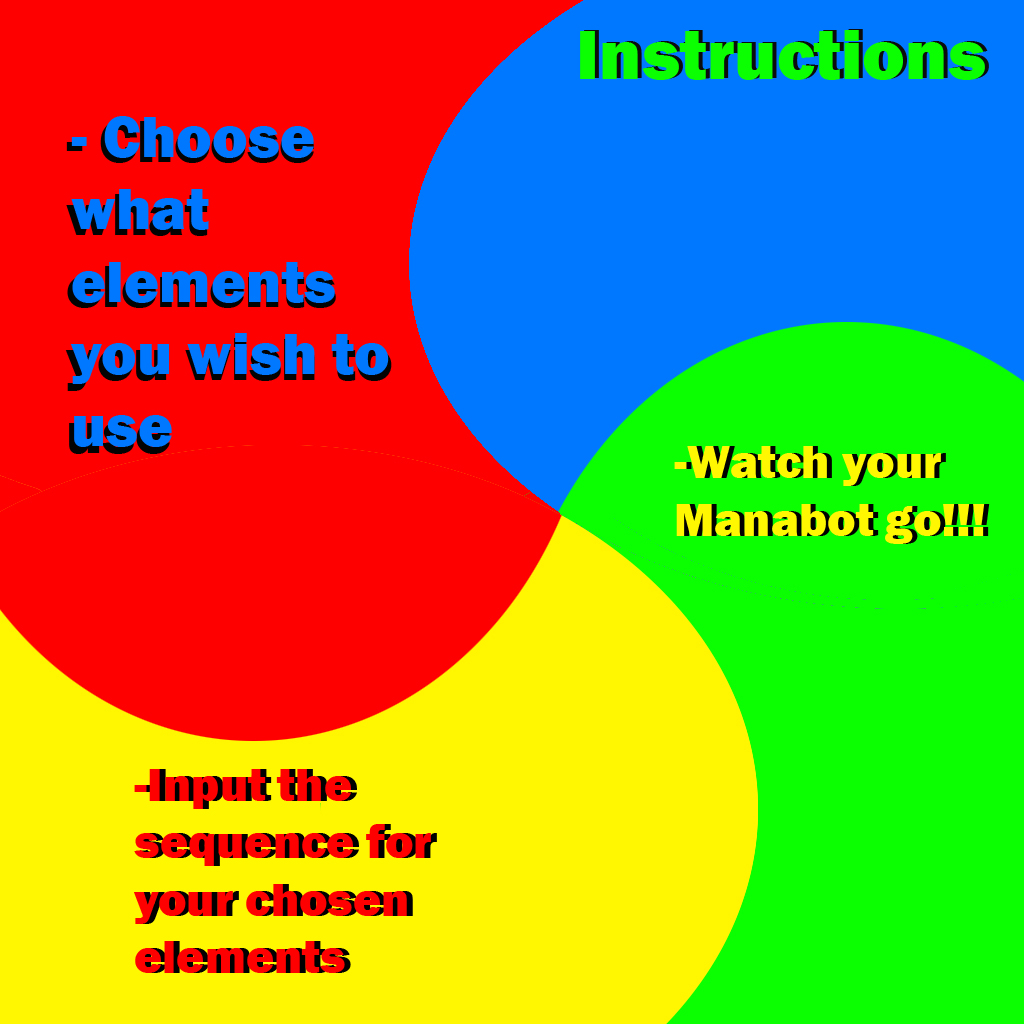 Instructions
- Choose
what
elements
you wish to
use
-Input the
sequence for
your chosen
elements
-Watch your
Manabot go!!!